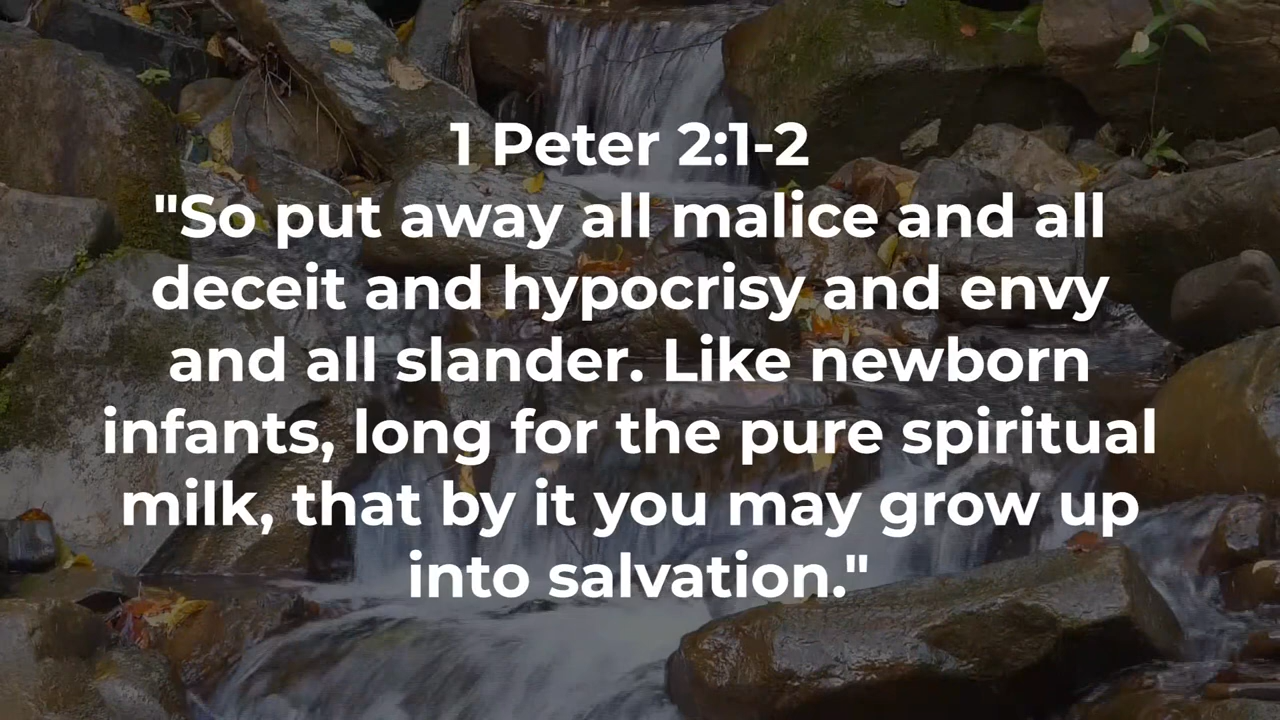 1 Peter 2:1-2
"So put away all malice and all
deceit and hypocrisy and envy
and all slander. Like newborn
infants, long for the pure spiritual
milk, that by it you may grow up
into salvation."